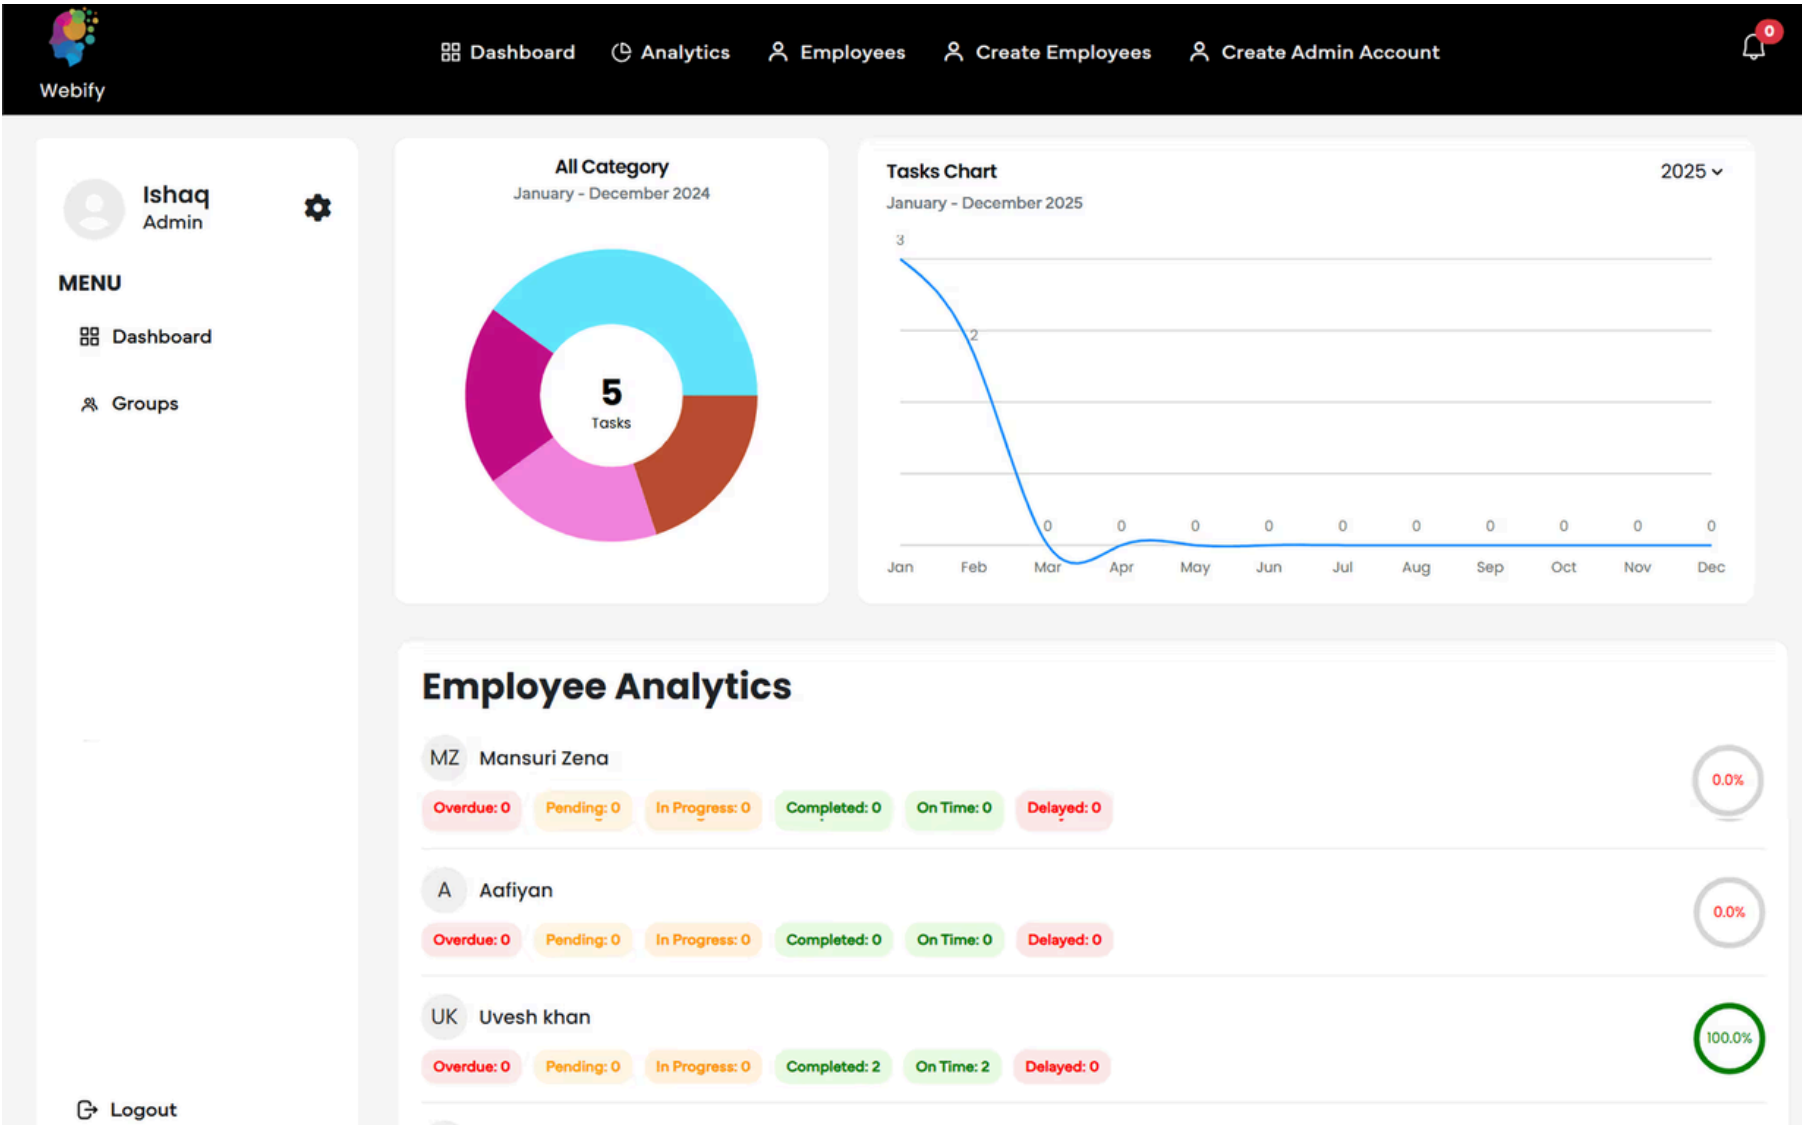 Webify
Dashboard
Analytics
Employees
Create Employees
Create Admin Account
0
Ishaq
Admin
MENU
Dashboard
Groups
Logout
All Category
January - December 2024
5
Tasks
Tasks Chart
2025
January - December 2025
3
2
0 0 0 0 0 0 0 0 0 0
Jan Feb Mar Apr May Jun Jul Aug Sep Oct Nov Dec
Employee Analytics
MZ Mansuri Zena
Overdue: 0 Pending: 0 In Progress: 0 Completed: 0 On Time: 0 Delayed: 0
0.0%
A Aafiyan
Overdue: 0 Pending: 0 In Progress: 0 Completed: 0 On Time: 0 Delayed: 0
0.0%
UK Uvesh khan
Overdue: 0 Pending: 0 In Progress: 0 Completed: 2 On Time: 2 Delayed: 0
100.0%